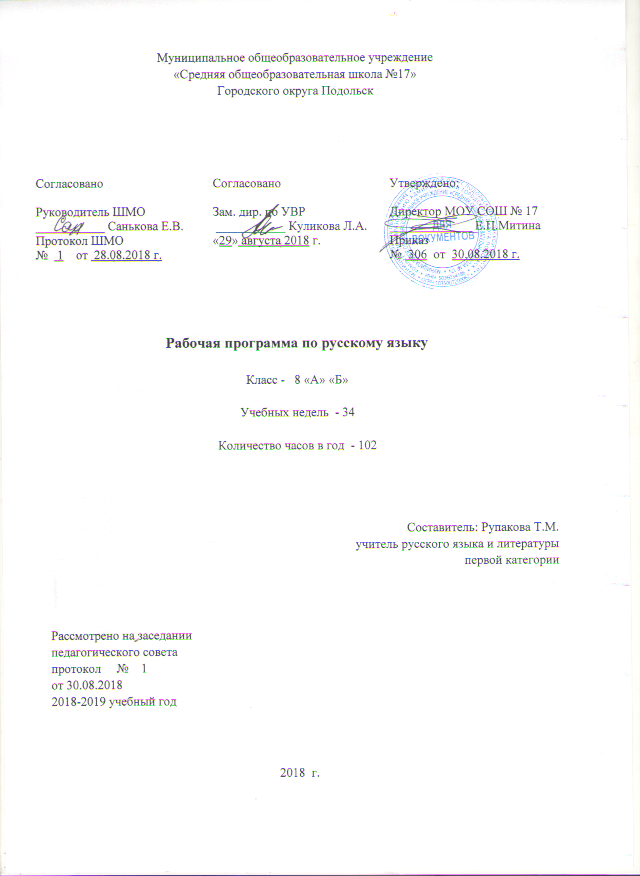 Муниципальное общеобразовательное учреждение
«Средняя общеобразовательная школа №17»
Городского округа Подольск
Согласовано
Руководитель ШМО
Санькова Е.В.
Протокол ШМО
№ 1 от 28.08.2018 г.
Согласовано
Зам. дир. по УВР
Куликова Л.А.
«29» августа 2018 г.
Утверждено:
Директор МОУ СОШ № 17
В.П.Митина
Приказ
№ 306 от 30.08.2018 г.
ДЛЯ
ДОКУМЕНТОВ
Рабочая программа по русскому языку
Класс - 8 «А» «Б»
Учебных недель - 34
Количество часов в год - 102
Составитель: Рупакова Т.М.
учитель русского языка и литературы
первой категории
Рассмотрено на заседании
педагогического совета
протокол № 1
от 30.08.2018
2018-2019 учебный год
2018 г.